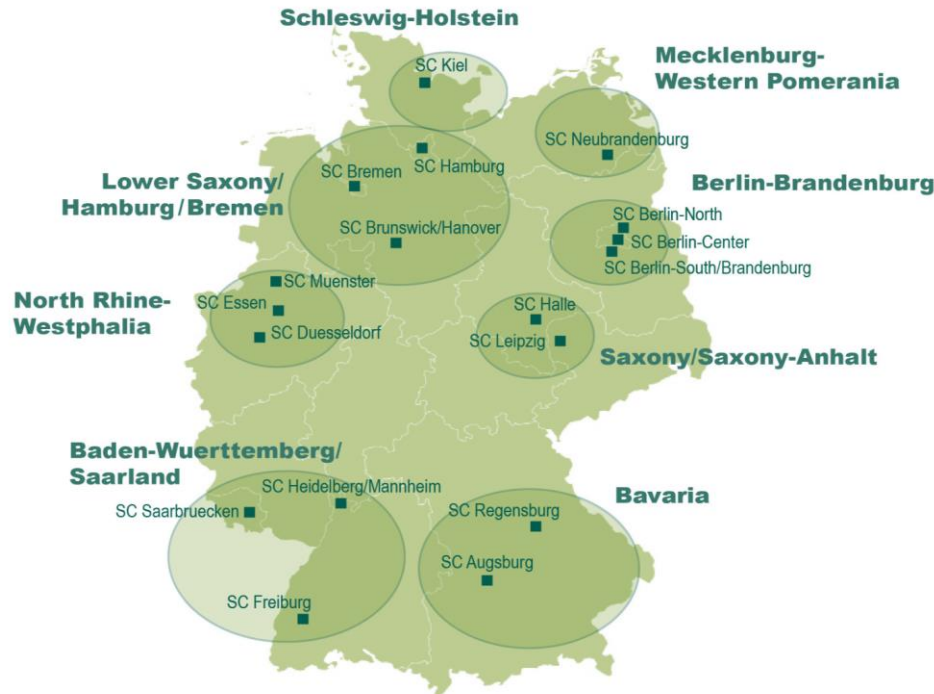 Schleswig-Holstein
SC Kiel
Mecklenburg-
Western Pomerania
SC Neubrandenburg
SC Hamburg
SC Bremen
Lower Saxony/
Hamburg/Bremen
SC Brunswick/Hanover
Berlin-Brandenburg
SC Berlin-North
SC Berlin-Center
SC Berlin-South/Brandenburg
SC Muenster
SC Essen
SC Duesseldorf
North Rhine-
Westphalia
SC Halle
SC Leipzig
Saxony/Saxony-Anhalt
Baden-Wuerttemberg/
Saarland
SC Heidelberg/Mannheim
SC Saarbruecken
SC Freiburg
Bavaria
SC Regensburg
SC Augsburg